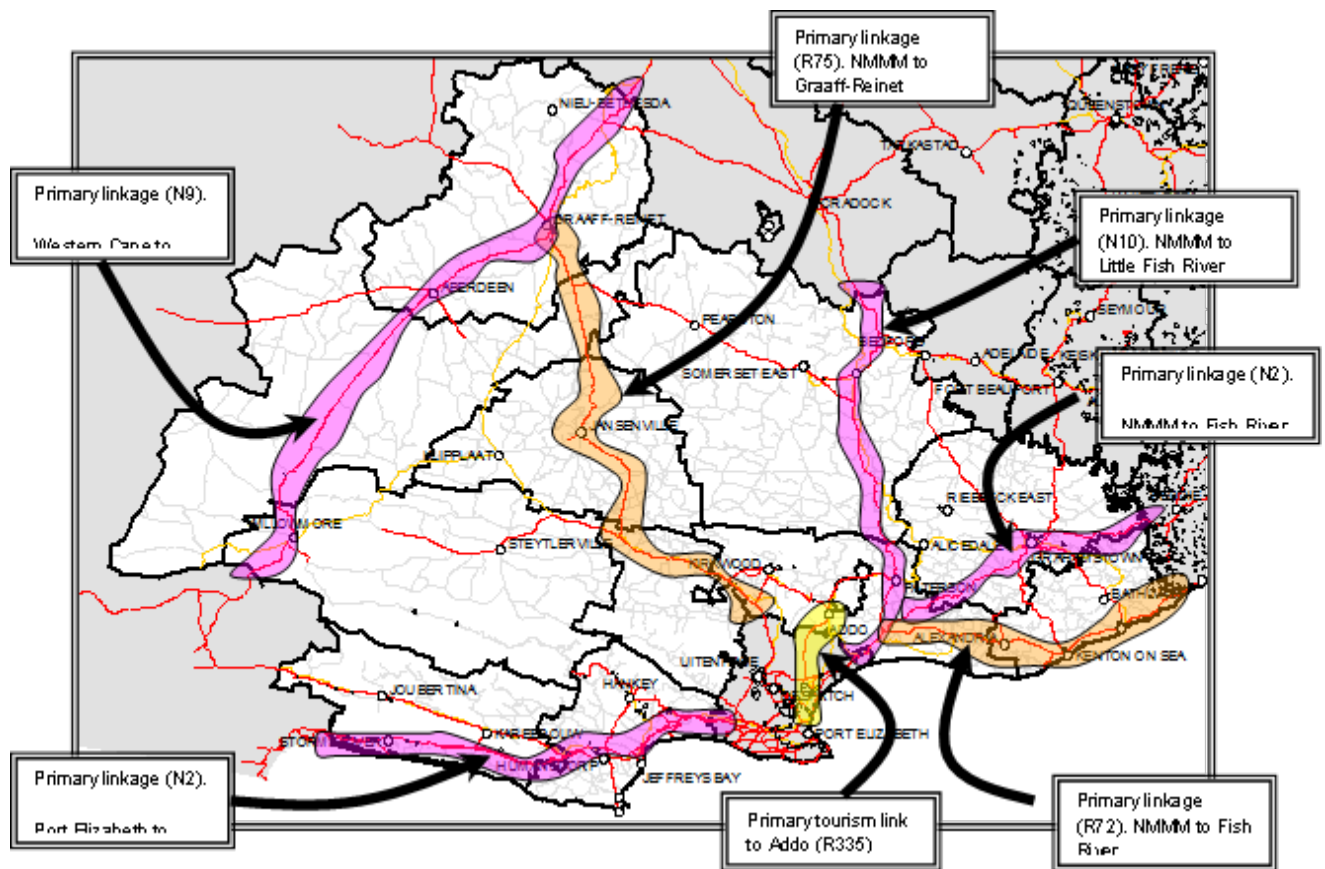 Primary linkage
(R75). NMMM to
Graaff-Reinet
NIEU-BETHESDA
TARKASTAD
CRADOCK
Primary linkage (N9).
Western Cape to
GRAAFF-REINET
Primary linkage
(N10). NMMM to
Little Fish River
ABERDEEN
PEARSTON
SEYMOUR
BEDFORD
ADELAIDE
SOMERSET EAST
FORT BEAUFORT
Primary linkage (N2).
NMMM to Fish River
JANSENVILLE
KLIPPLAATO
RIEBEECK EAST
WILLOWMORE
STEYTLERVILLE
ALICEDALE
KIRKWOOD
PATERSON
GRAHAMSTOWN
ADDO
ALEXANDRIA
KENTON ON SEA
UITENHAGE
JOUBERTINA
HANKEY
KAREEDOUW
PORT ELIZABETH
HUMANSDORP
JEFFREYS BAY
Primary linkage (N2).
Port Elizabeth to
Primary tourism link
to Addo (R335)
Primary linkage
(R72). NMMM to Fish
River